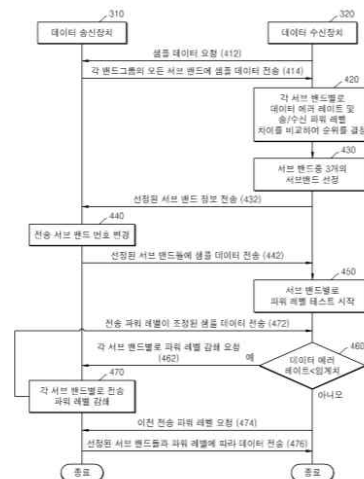 310
320
데이터 송신장치
데이터 수신장치
샘플 데이터 요청 (412)
각 밴드그룹의 모든 서브 밴드에 샘플 데이터 전송 (414)
420
각 서브 밴드별로
데이터 에러 레이트 및
송/수신 파워 레벨
차이를 비교하여 순위를 결정
430
서브 밴드중 3개의
서브밴드 선정
선정된 서브 밴드 정보 전송 (432)
440
전송 서브 밴드 번호 변경
선정된 서브 밴드들에 샘플 데이터 전송 (442)
450
서브 밴드별로
파워 레벨 테스트 시작
전송 파워 레벨이 조정된 샘플 데이터 전송 (472)
460
각 서브 밴드별로 파워 레벨 감쇄 요청
(462)
예
데이터 에러
레이트<임계치
470
각 서브 밴드별로 전송
파워 레벨 감쇄
아니오
이전 전송 파워 레벨 요청 (474)
선정된 서브 밴드들과 파워 레벨에 따라 데이터 전송 (476)
종료
종료